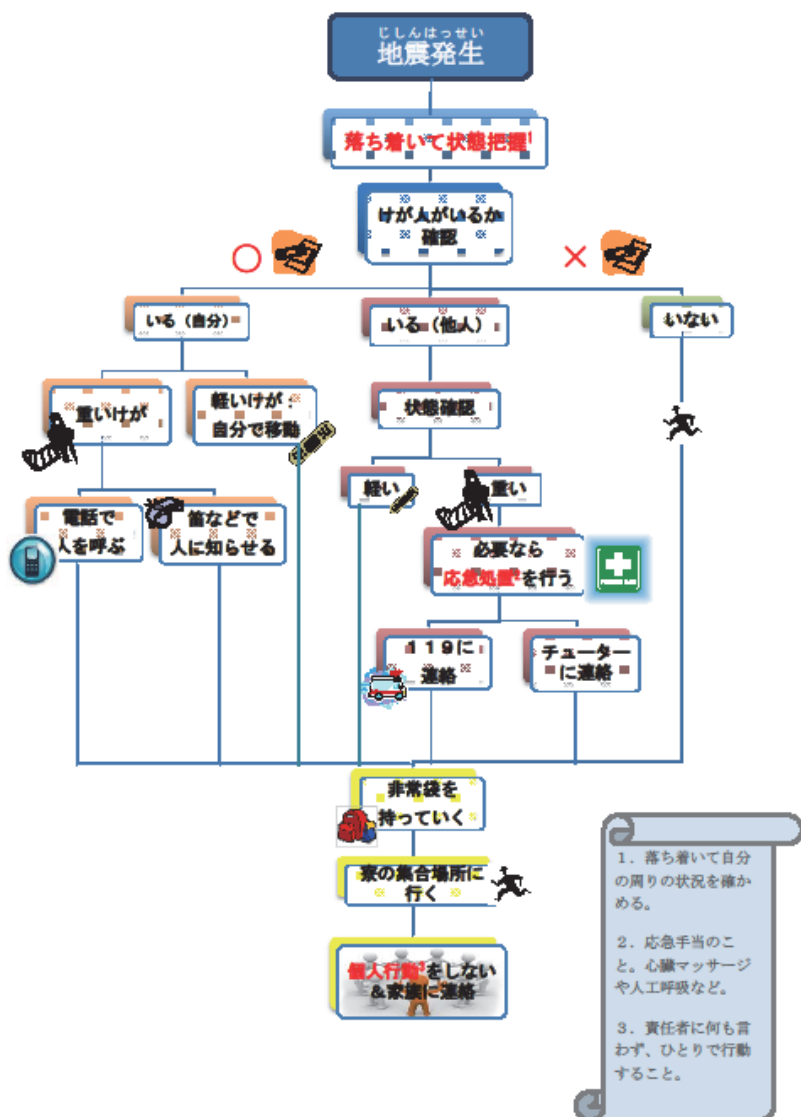 じしんはっせい
地震発生
落ち着いて状態把握1
けが人がいるか
確認
○
×
いる（自分）
いる（他人）
いない
重いけが
軽いけが：
自分で移動
状態確認
軽い
重い
電話で
人を呼ぶ
笛などで
人に知らせる
必要なら
応急処置2を行う
１１９に
連絡
チューター
に連絡
非常袋を
持っていく
寮の集合場所に
行く
個人行動3をしない
＆家族に連絡
1．落ち着いて自分
の周りの状況を確か
める。
2．応急手当のこ
と。心臓マッサージ
や人工呼吸など。
3．責任者に何も言
わず、ひとりで行動
すること。